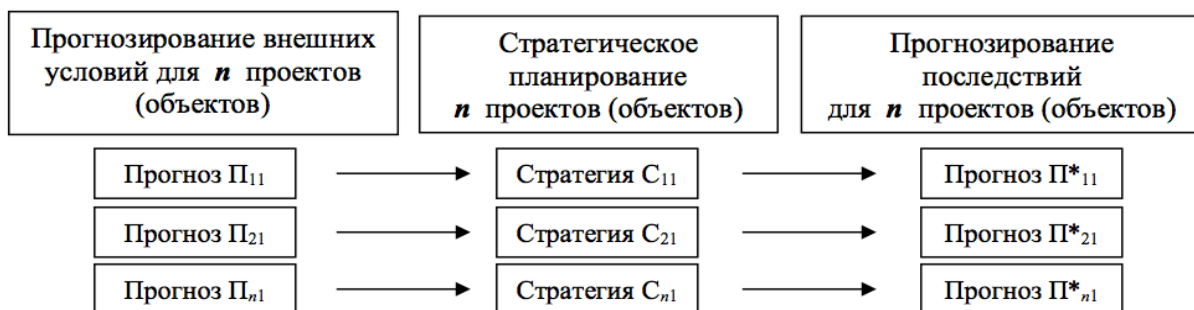 Прогнозирование внешних
условий для n проектов
(объектов)
Стратегическое
планирование
n проектов (объектов)
Прогнозирование
последствий
для n проектов (объектов)
Прогноз П₁₁
Стратегия С₁₁
Прогноз П*₁₁
Прогноз П₂₁
Стратегия С₂₁
Прогноз П*₂₁
Прогноз Пₙ₁
Стратегия Сₙ₁
Прогноз П*ₙ₁